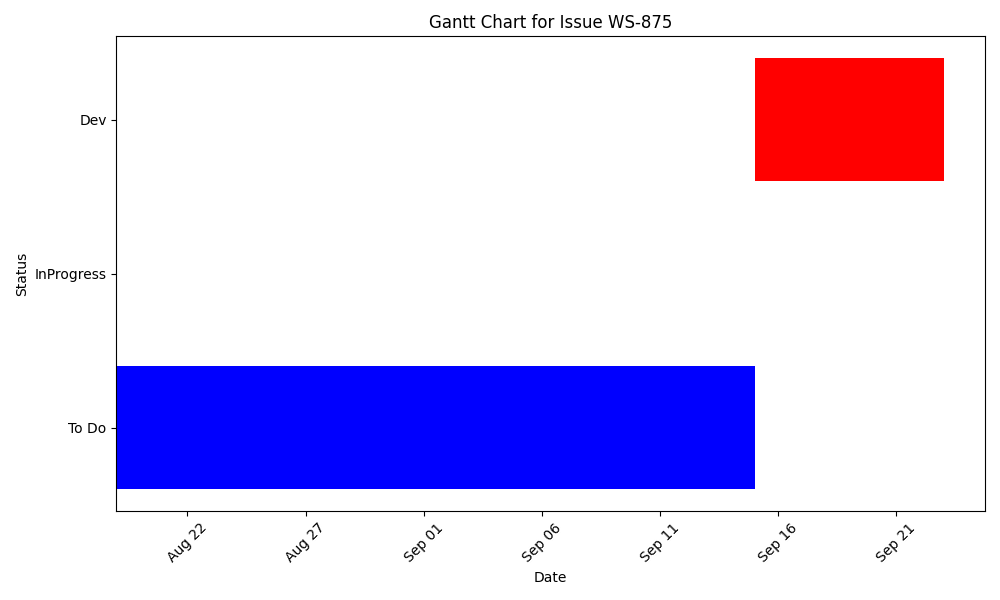 Gantt Chart for Issue WS-875
Status
Dev
InProgress
To Do
Aug 22
Aug 27
Sep 01
Sep 06
Sep 11
Sep 16
Sep 21
Date